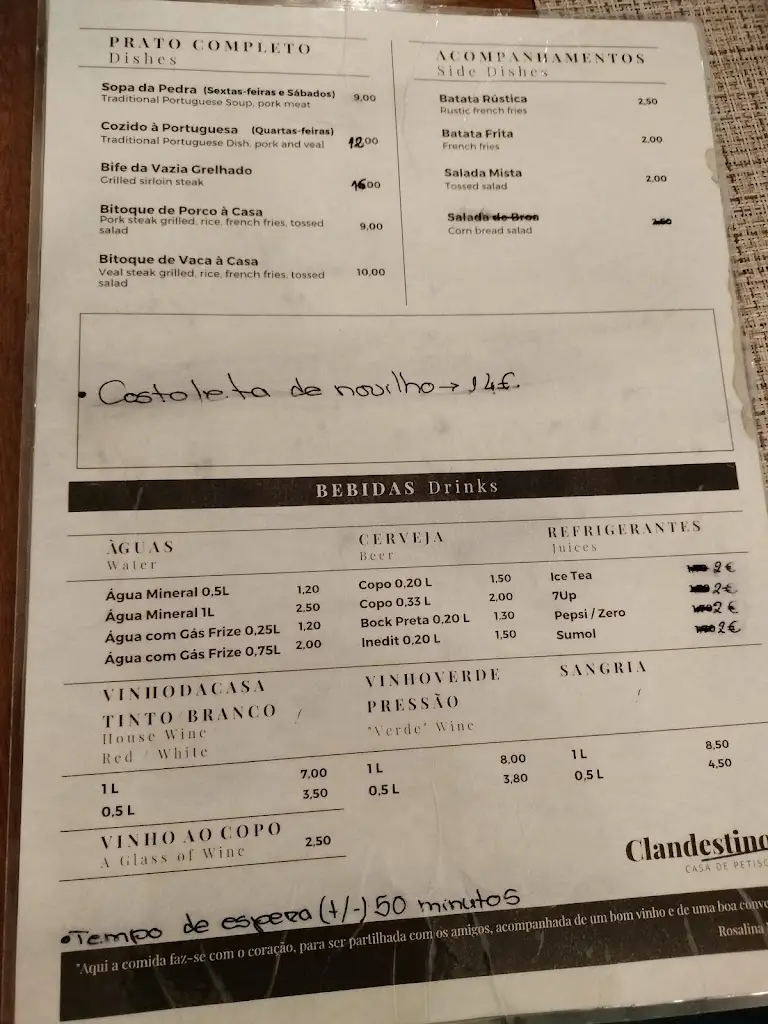 PRATO COMPLETO
Dishes
Sopa da Pedra (Sextas-feiras e Sábados) 9,00
Traditional Portuguese Soup, pork meat
Cozido à Portuguesa (Quartas-feiras) 12,00
Traditional Portuguese Dish, pork and veal
Bife da Vazia Grelhado 16,00
Grilled sirloin steak
Bitoque de Porco à Casa 9,00
Pork steak grilled, rice, french fries, tossed
salad
Bitoque de Vaca à Casa 10,00
Veal steak grilled, rice, french fries, tossed
salad
ACOMPANHAMENTOS
Side Dishes
Batata Rústica 2,50
Rustic french fries
Batata Frita 2,00
French fries
Salada Mista 2,00
Tossed salad
Salada de Broa 2,50
Corn bread salad
• Costoleta de novilho → 14€.
BEBIDAS Drinks
ÀGUAS
Water
Água Mineral 0,5L 1,20
Água Mineral 1L 2,50
Água com Gás Frize 0,25L 1,20
Água com Gás Frize 0,75L 2,00
CERVEJA
Beer
Copo 0,20 L 1,50
Copo 0,33 L 2,00
Bock Preta 0,20 L 1,30
Inedit 0,20 L 1,50
REFRIGERANTES
Juices
Ice Tea 2€
7Up 2€
Pepsi / Zero 2€
Sumol 2€
VINHO DA CASA
TINTO / BRANCO
House Wine
Red / White
1 L 7,00
0,5 L 3,50
VINHO VERDE
PRESSÃO
"Verde" Wine
1 L 8,00
0,5 L 3,80
SANGRIA
1 L 8,50
0,5 L 4,50
VINHO AO COPO 2,50
A Glass of Wine
Clandestino
CASA DE PETISC
• Tempo de espera (+/-) 50 minutos
"Aqui a comida faz-se com o coração, para ser partilhada com os amigos, acompanhada de um bom vinho e de uma boa conve
Rosalina